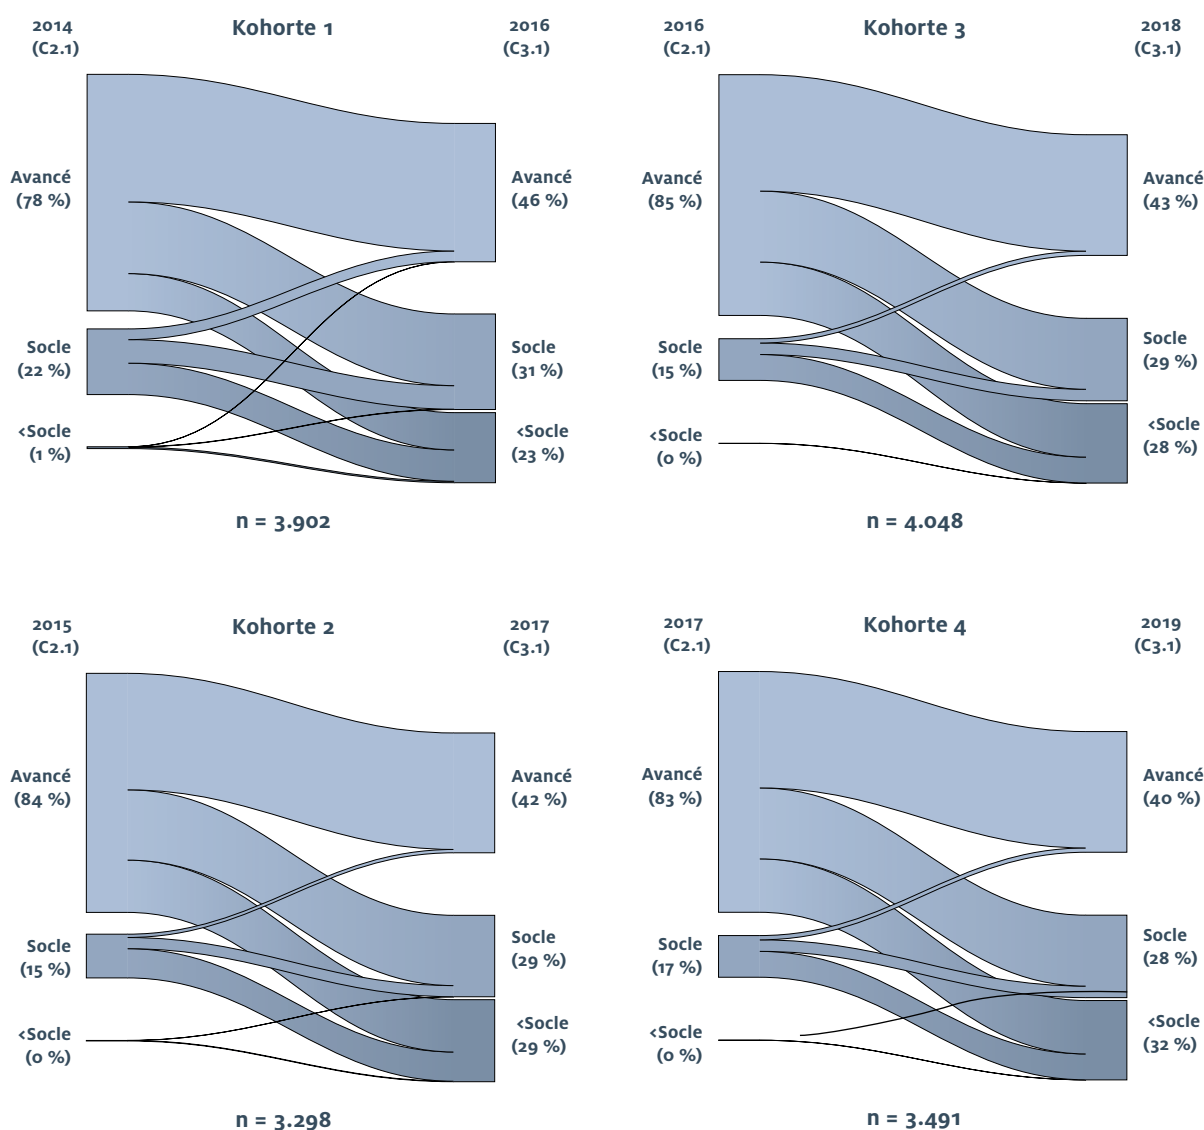 2014
(C2.1)
Kohorte 1
2016
(C3.1)
Avancé
(78 %)
Socle
(22 %)
<Socle
(1 %)
Avancé
(46 %)
Socle
(31 %)
<Socle
(23 %)
n = 3.902
2016
(C2.1)
Kohorte 3
2018
(C3.1)
Avancé
(85 %)
Socle
(15 %)
<Socle
(0 %)
Avancé
(43 %)
Socle
(29 %)
<Socle
(28 %)
n = 4.048
2015
(C2.1)
Kohorte 2
2017
(C3.1)
Avancé
(84 %)
Socle
(15 %)
<Socle
(0 %)
Avancé
(42 %)
Socle
(29 %)
<Socle
(29 %)
n = 3.298
2017
(C2.1)
Kohorte 4
2019
(C3.1)
Avancé
(83 %)
Socle
(17 %)
<Socle
(0 %)
Avancé
(40 %)
Socle
(28 %)
<Socle
(32 %)
n = 3.491